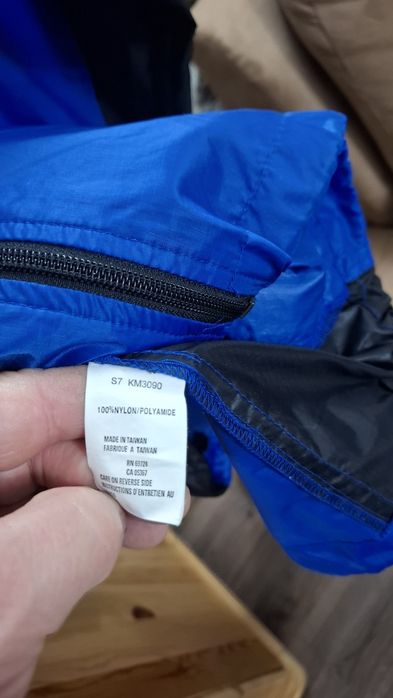 S7 KM3090
100%NYLON/POLYAMIDE
MADE IN TAIWAN
FABRIQUE A TAIWAN
RN 69724
CA 05367
CARE ON REVERSE SIDE
INSTRUCTIONS D'ENTRETIEN AU